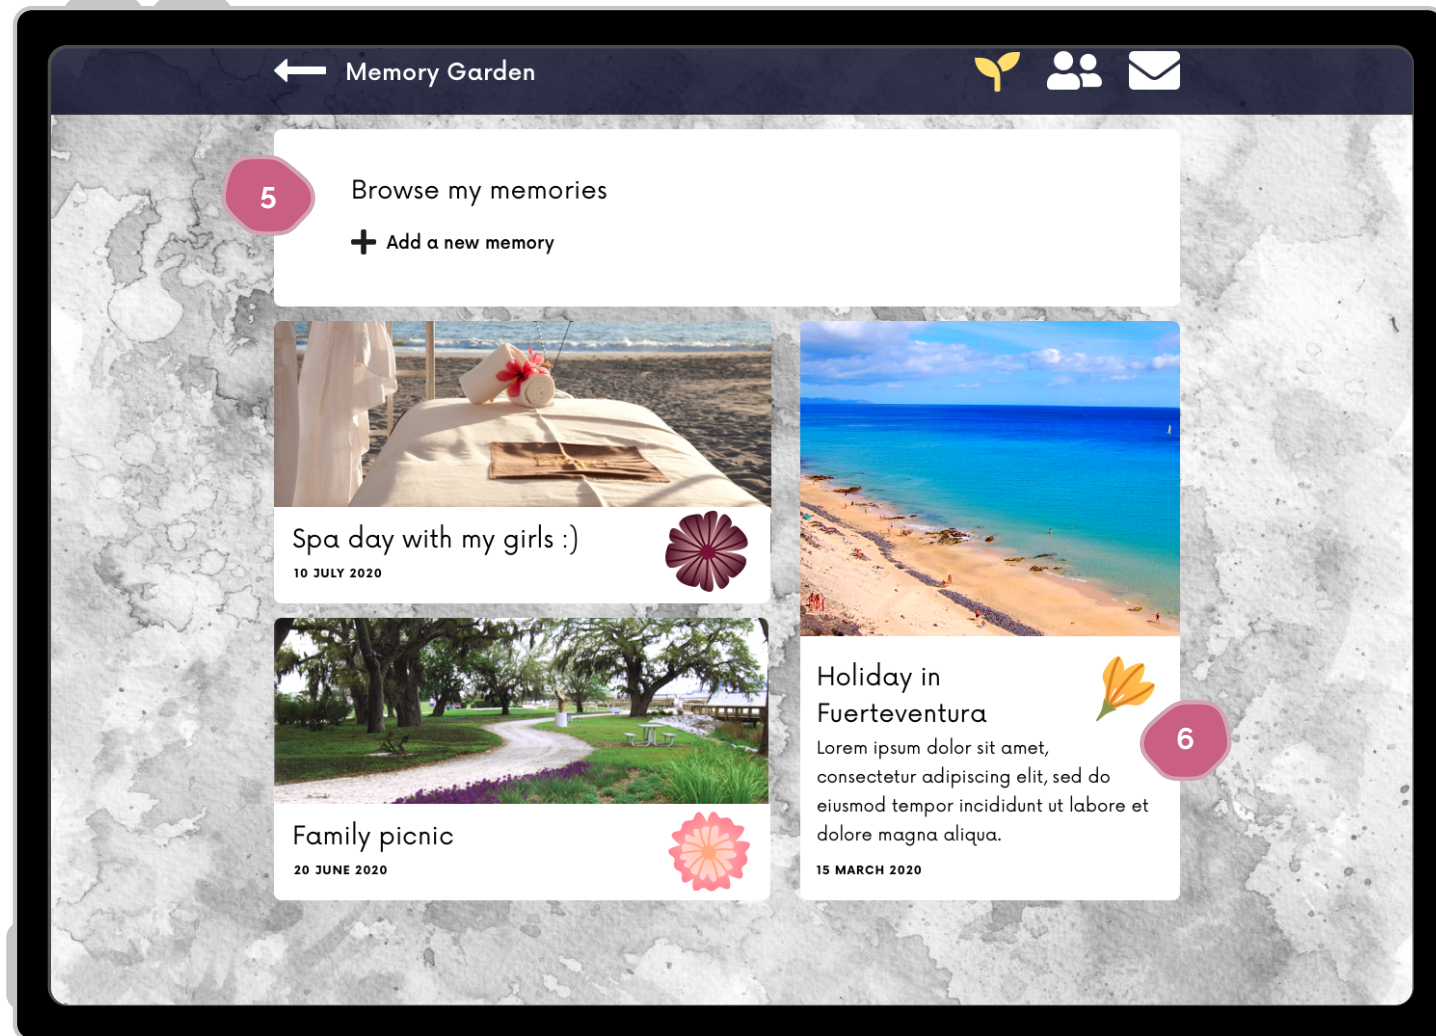 Memory Garden
5
Browse my memories
Add a new memory
Spa day with my girls :)
10 JULY 2020
Family picnic
20 JUNE 2020
Holiday in
Fuerteventura
6
Lorem ipsum dolor sit amet,
consectetur adipiscing elit, sed do
eiusmod tempor incididunt ut labore et
dolore magna aliqua.
15 MARCH 2020